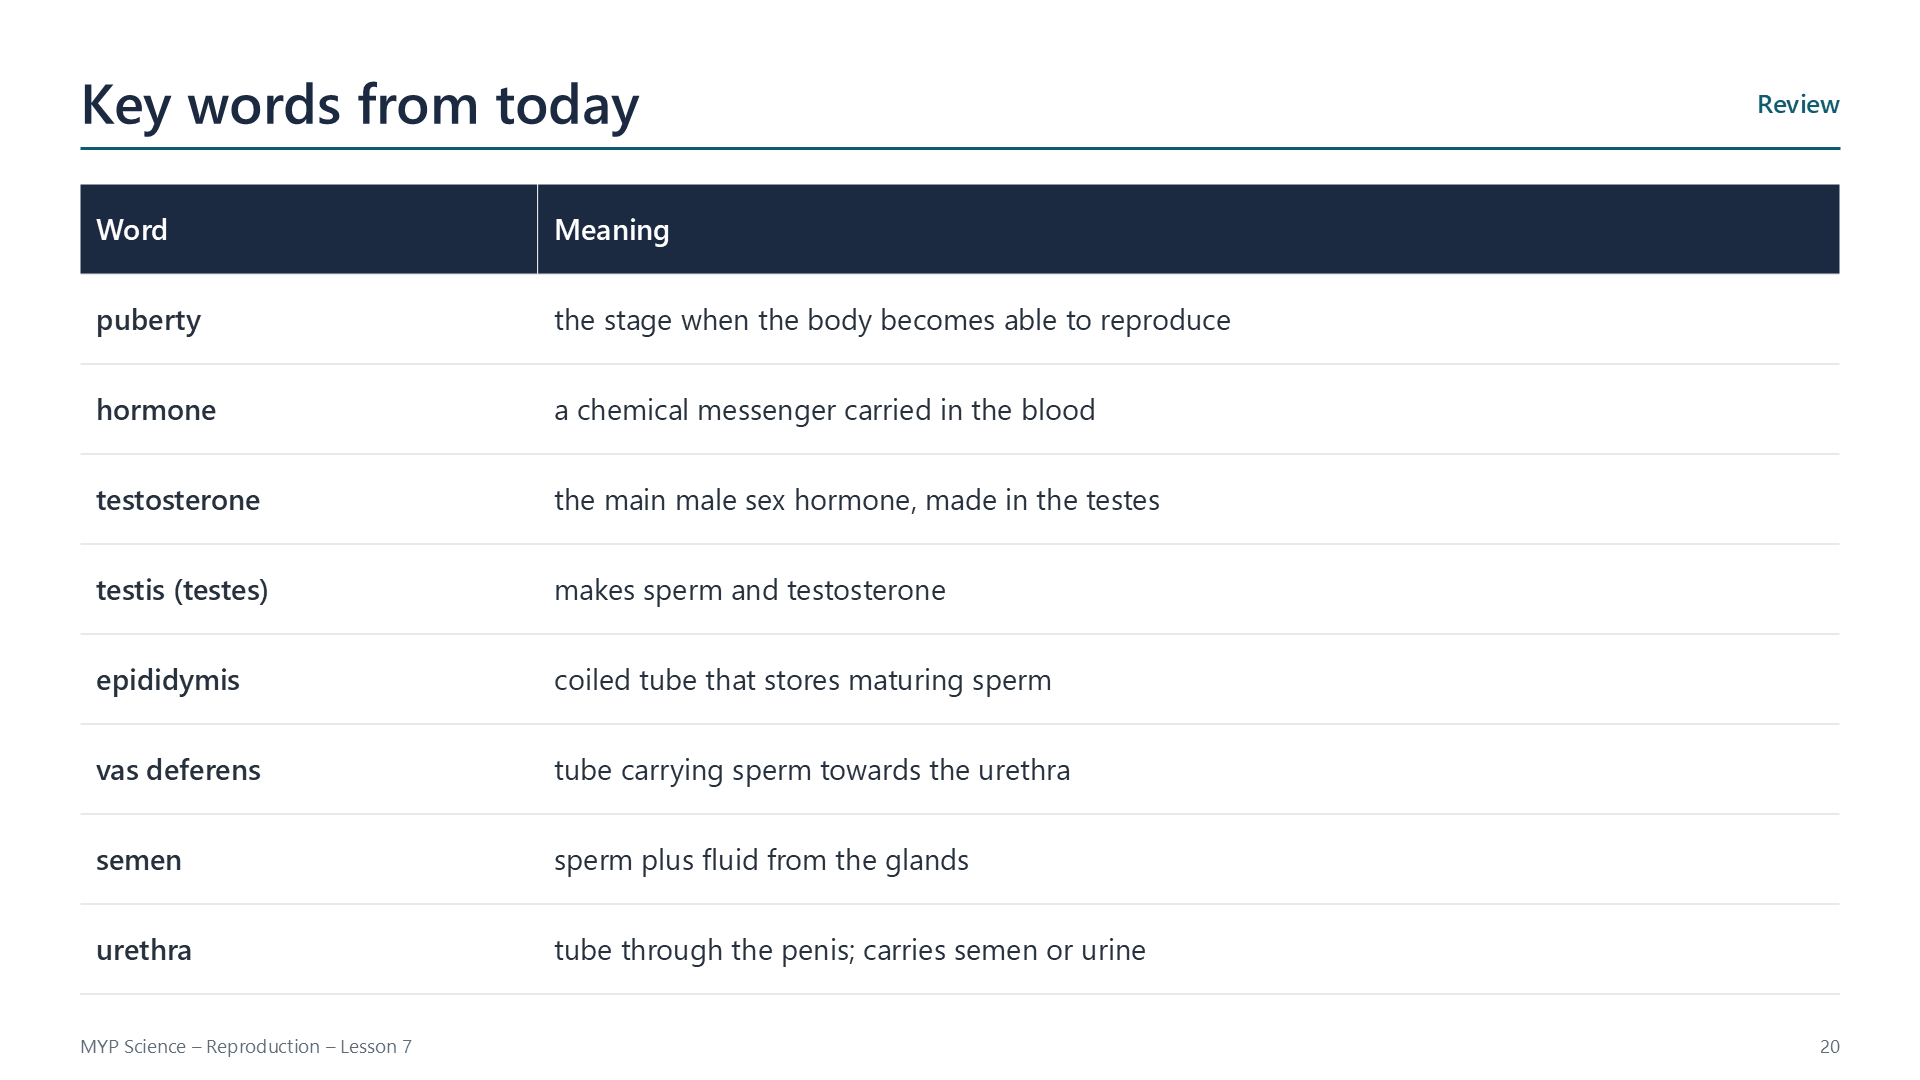 Key words from today
Review
Word Meaning
puberty the stage when the body becomes able to reproduce
hormone a chemical messenger carried in the blood
testosterone the main male sex hormone, made in the testes
testis (testes) makes sperm and testosterone
epididymis coiled tube that stores maturing sperm
vas deferens tube carrying sperm towards the urethra
semen sperm plus fluid from the glands
urethra tube through the penis; carries semen or urine
MYP Science – Reproduction – Lesson 7
20